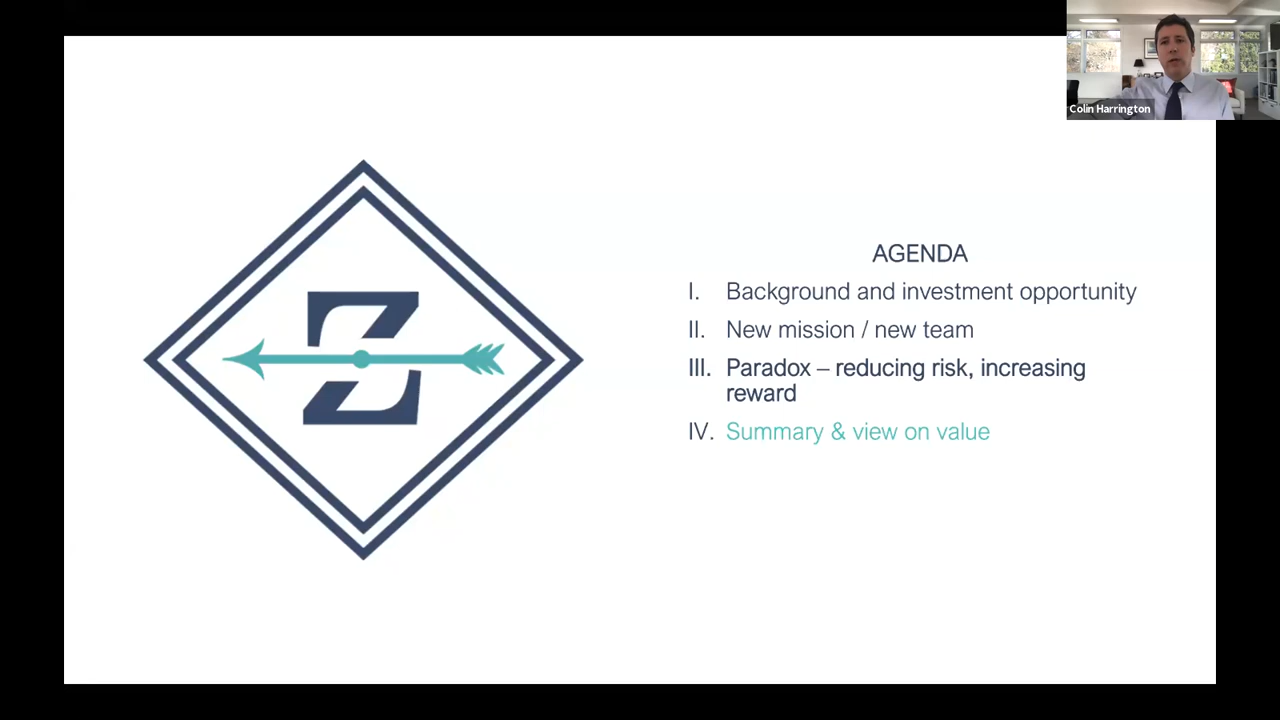 Colin Harrington
Z
AGENDA
I. Background and investment opportunity
II. New mission / new team
III. Paradox – reducing risk, increasing
reward
IV. Summary & view on value